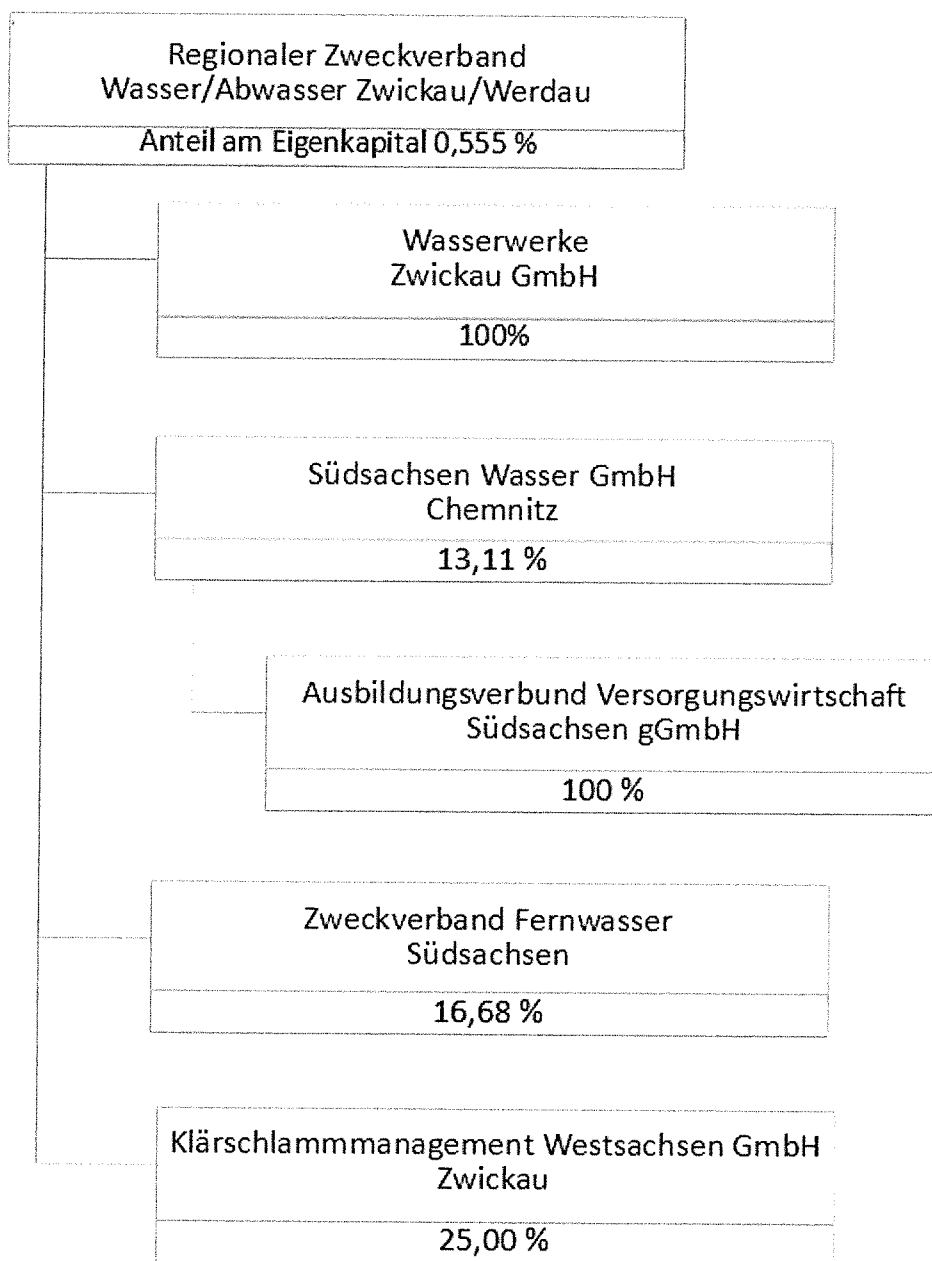 Regionaler Zweckverband
Wasser/Abwasser Zwickau/Werdau
Anteil am Eigenkapital 0,555 %
Wasserwerke
Zwickau GmbH
100%
Südsachsen Wasser GmbH
Chemnitz
13,11 %
Ausbildungsverbund Versorgungswirtschaft
Südsachsen gGmbH
100 %
Zweckverband Fernwasser
Südsachsen
16,68 %
Klärschlammmanagement Westsachsen GmbH
Zwickau
25,00 %